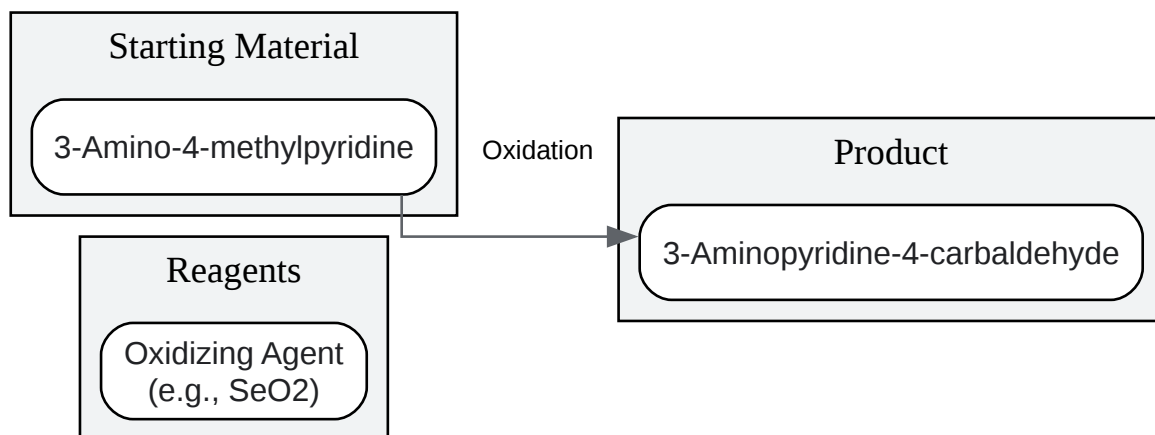 Starting Material
3-Amino-4-methylpyridine
Oxidation
Product
3-Aminopyridine-4-carbaldehyde
Reagents
Oxidizing Agent
(e.g., SeO2)